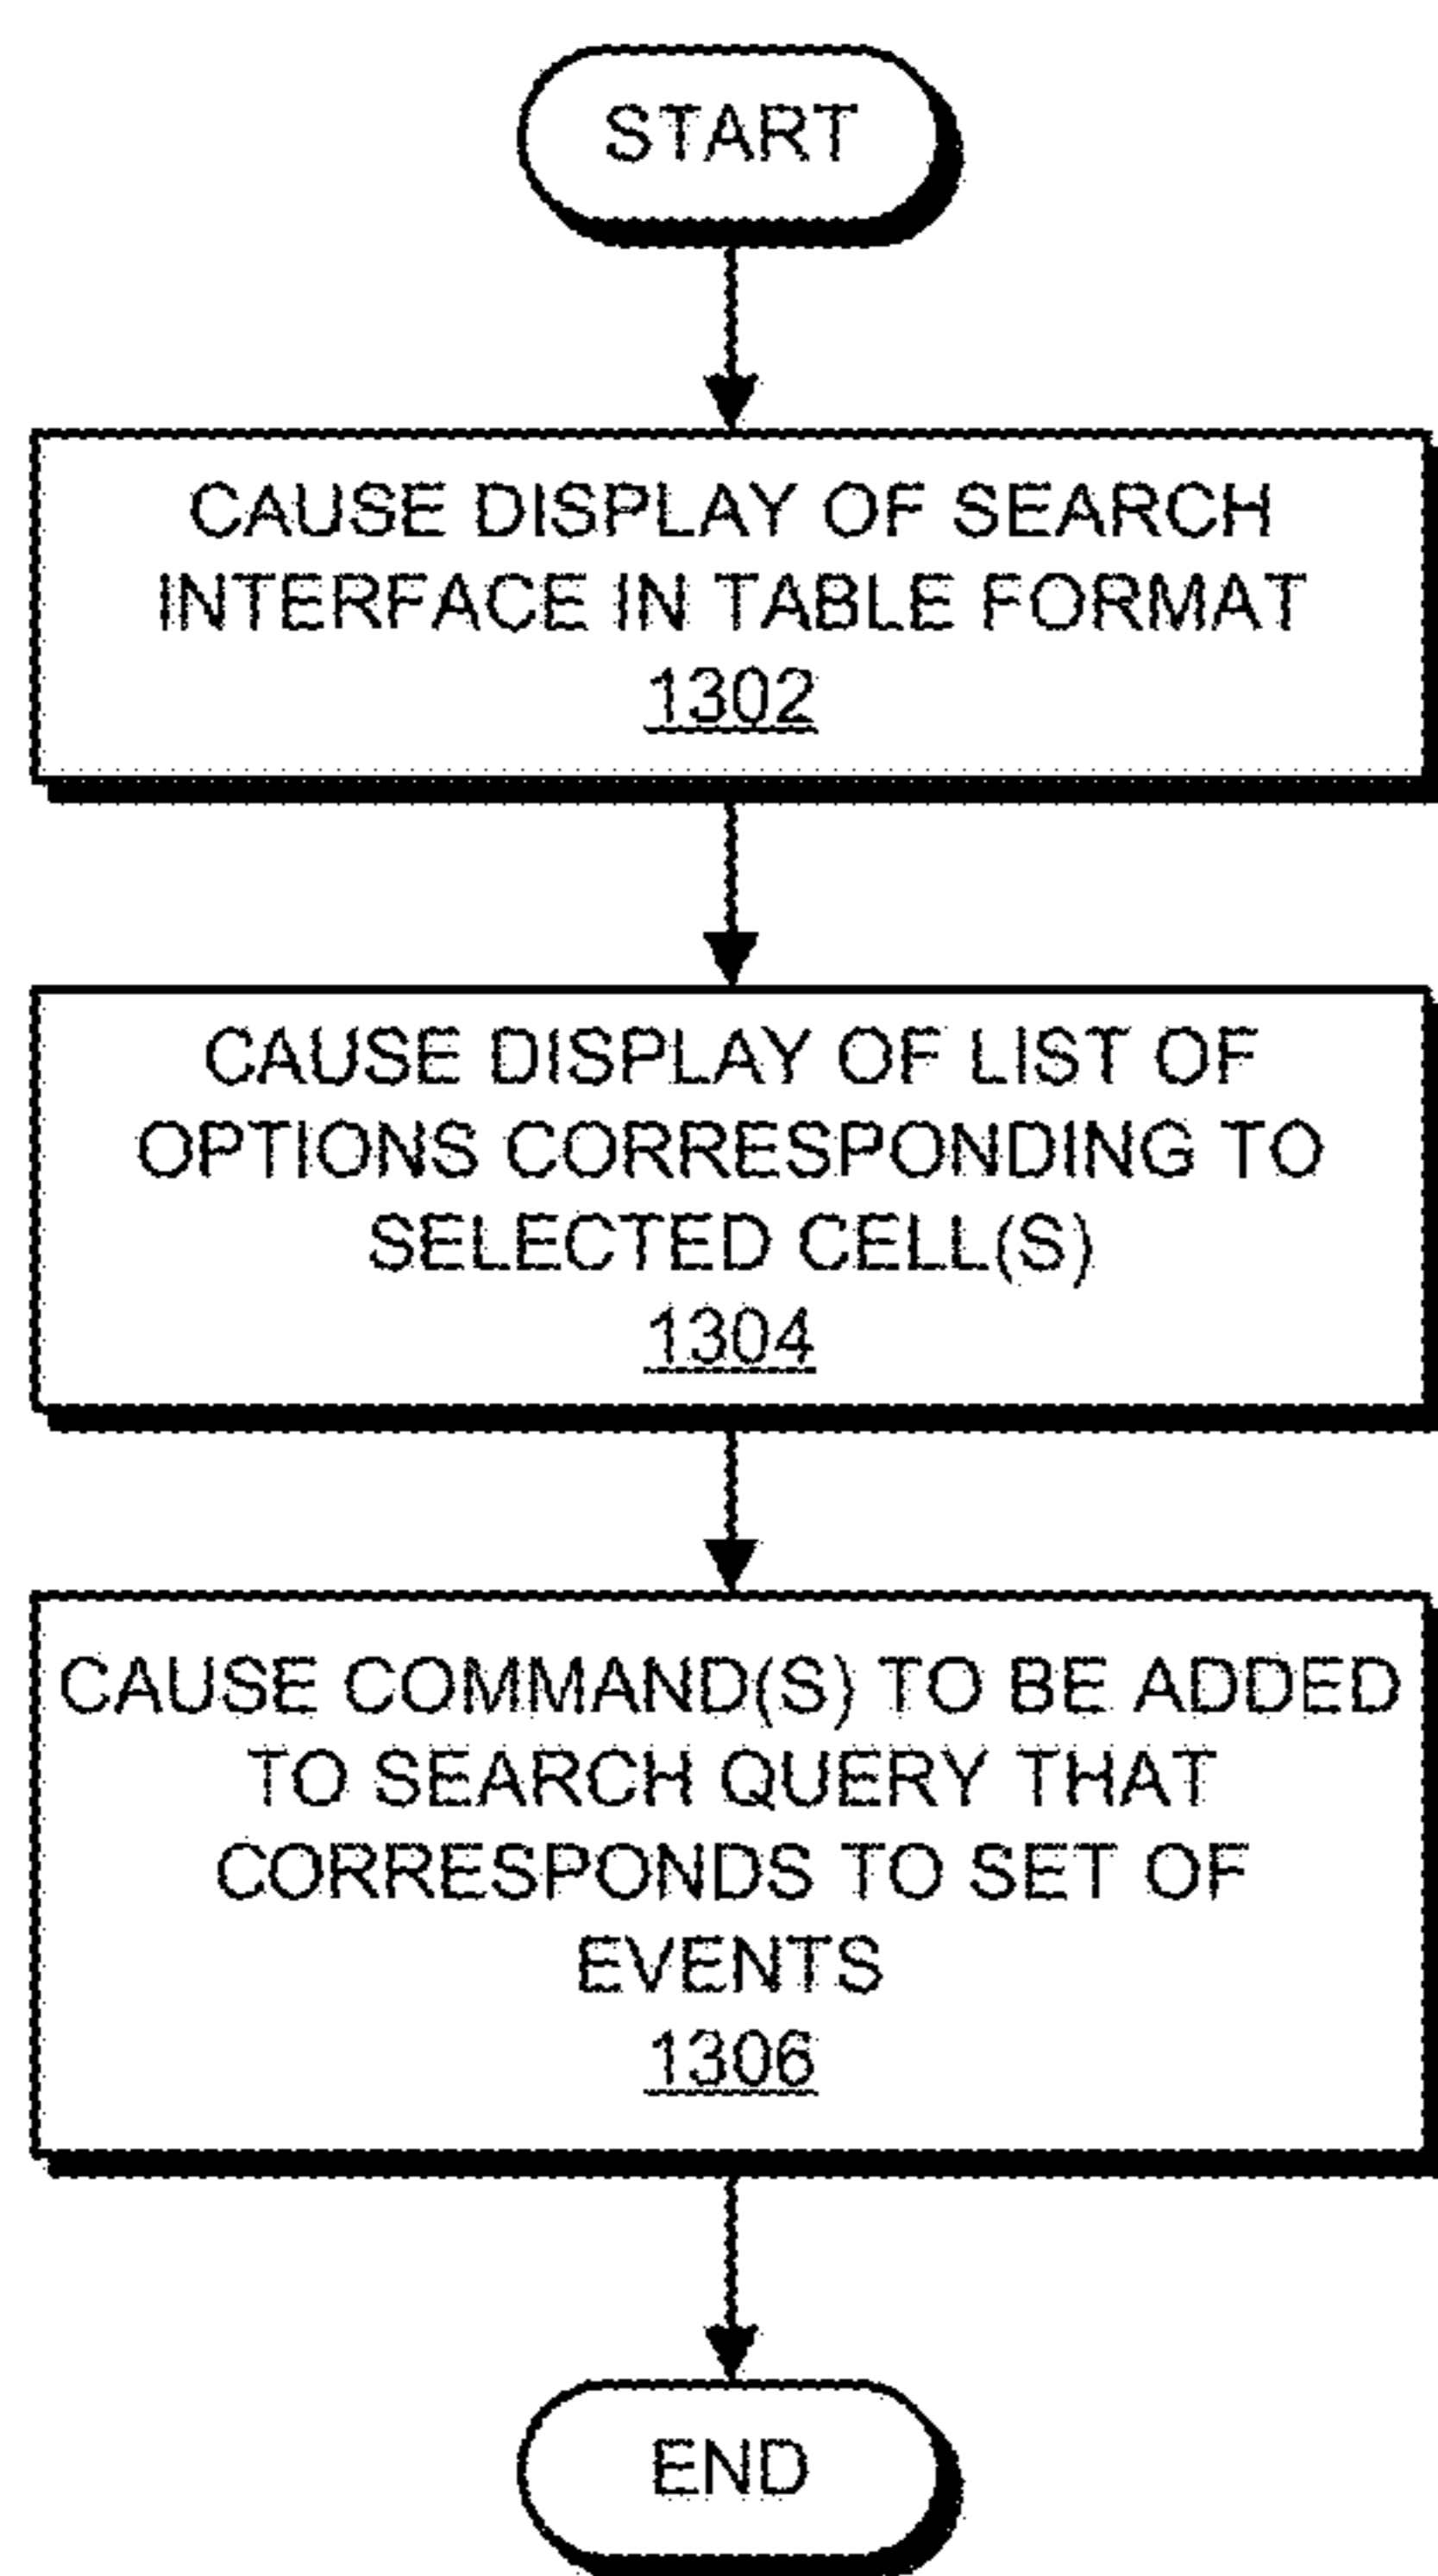 START
CAUSE DISPLAY OF SEARCH
INTERFACE IN TABLE FORMAT
1302
CAUSE DISPLAY OF LIST OF
OPTIONS CORRESPONDING TO
SELECTED CELL(S)
1304
CAUSE COMMAND(S) TO BE ADDED
TO SEARCH QUERY THAT
CORRESPONDS TO SET OF
EVENTS
1306
END